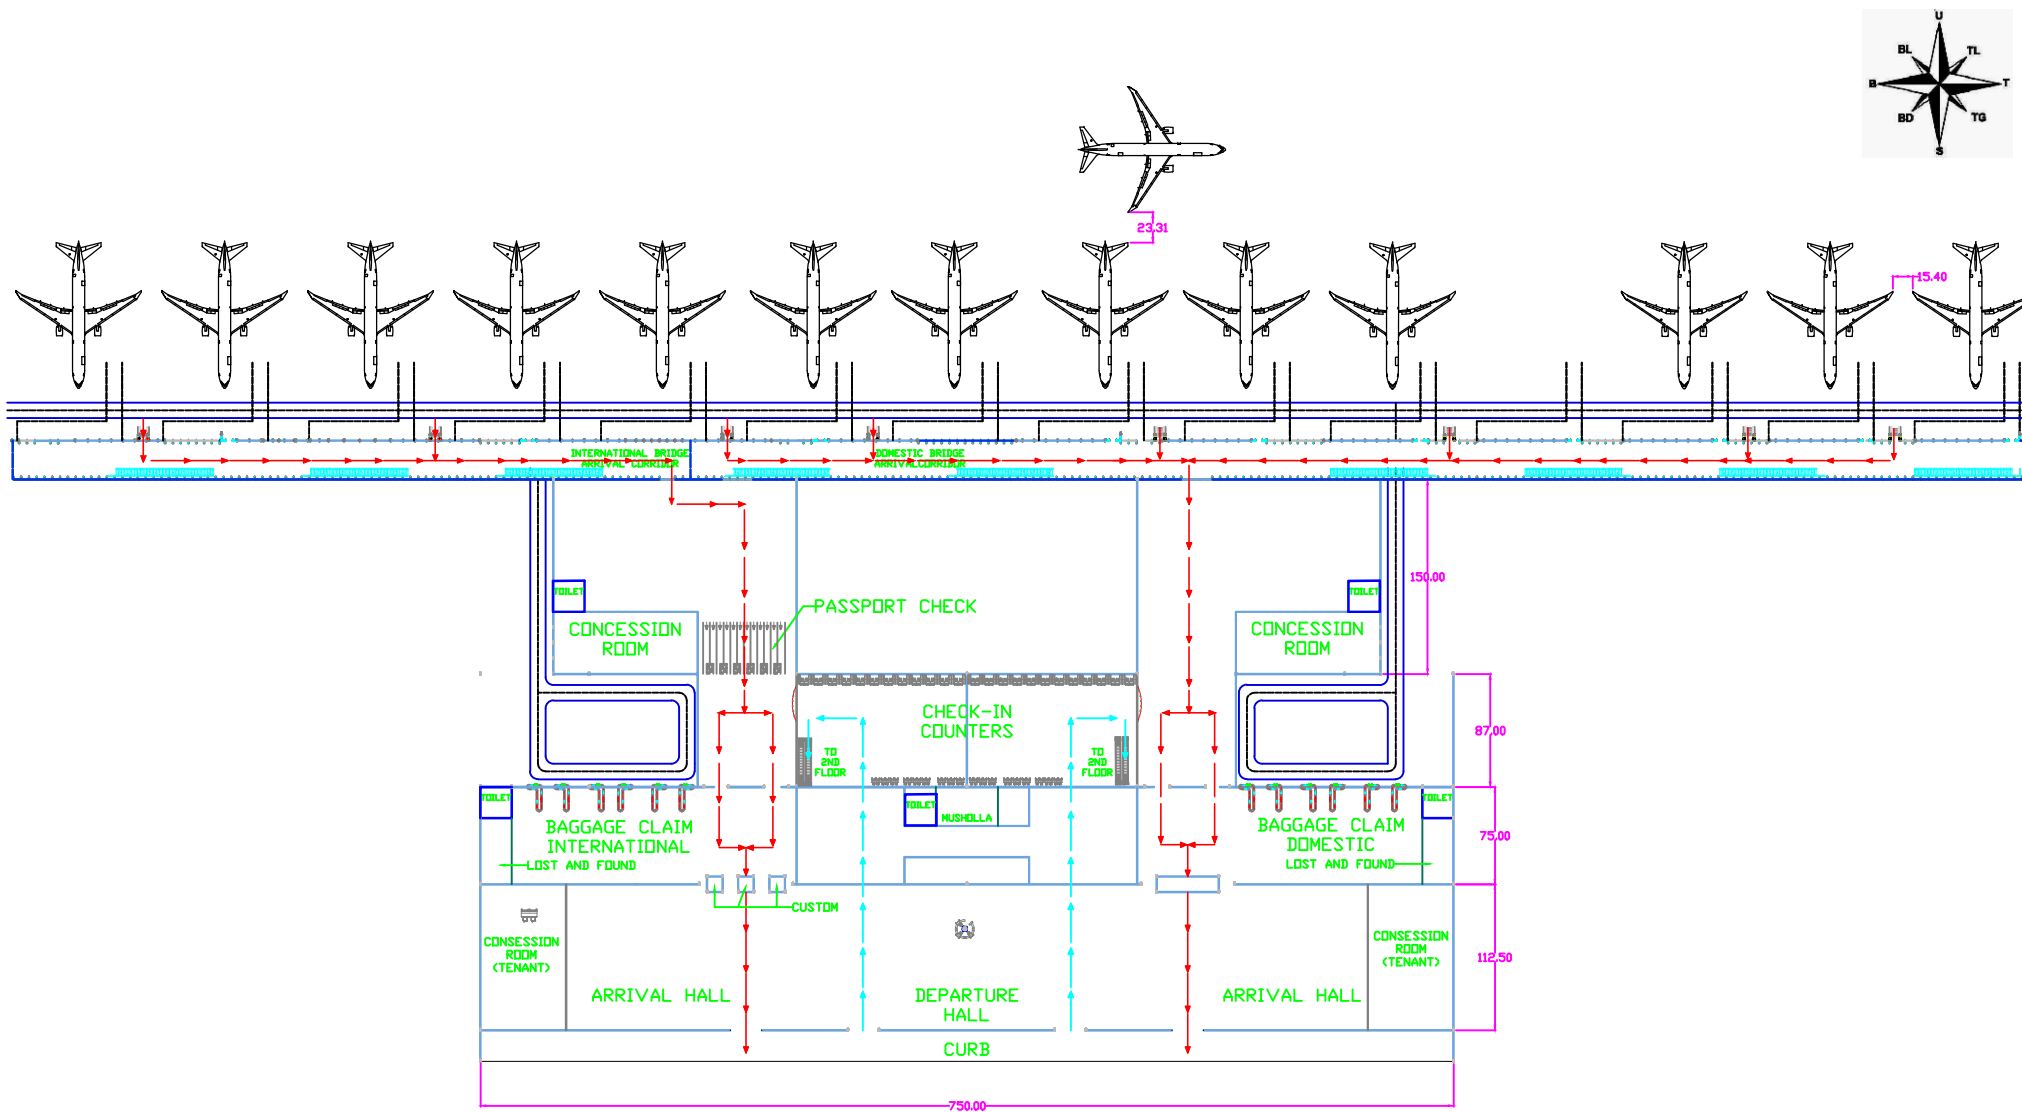 U
BL
TL
B
T
BD
TG
S
23.31
15.40
INTERNATIONAL BRIDGE
ARRIVAL CORRIDOR
DOMESTIC BRIDGE
ARRIVALCORRIDOR
150.00
TOILET
TOILET
PASSPORT CHECK
CONCESSION
ROOM
CONCESSION
ROOM
CHECK-IN
COUNTERS
87.00
TO
2ND
FLOOR
TO
2ND
FLOOR
TOILET
TOILET
TOILET
MUSHOLLA
BAGGAGE CLAIM
INTERNATIONAL
BAGGAGE CLAIM
DOMESTIC
75.00
LOST AND FOUND
LOST AND FOUND
CUSTOM
CONSESSION
ROOM
(TENANT)
CONSESSION
ROOM
(TENANT)
112.50
ARRIVAL HALL
DEPARTURE
HALL
ARRIVAL HALL
CURB
750.00